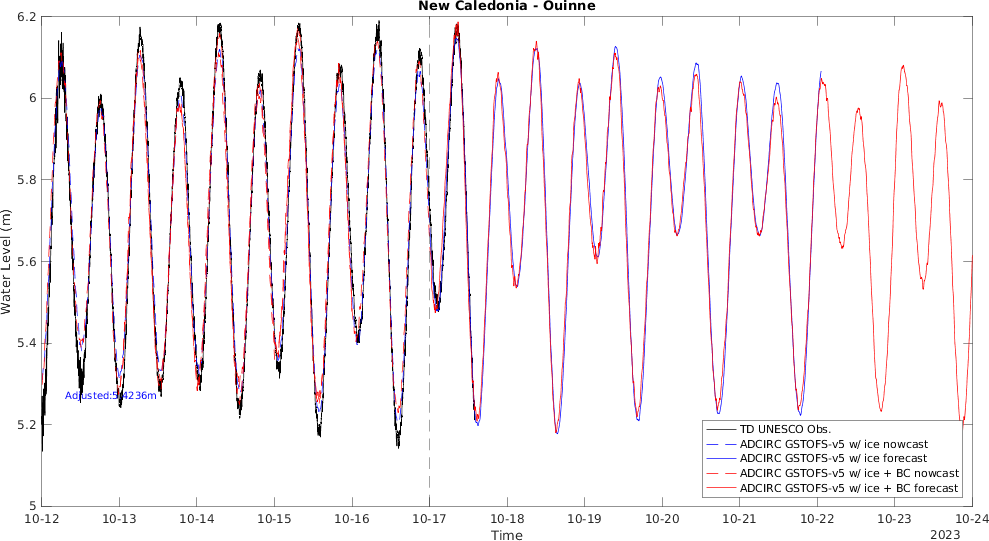 New Caledonia - Ouinne
6.2
6
5.8
5.6
5.4
5.2
5
Water Level (m)
Adjusted:5.4236m
TD UNESCO Obs.
ADCIRC GSTOFS-v5 w/ ice nowcast
ADCIRC GSTOFS-v5 w/ ice forecast
ADCIRC GSTOFS-v5 w/ ice + BC nowcast
ADCIRC GSTOFS-v5 w/ ice + BC forecast
10-12 10-13 10-14 10-15 10-16 10-17 10-18 10-19 10-20 10-21 10-22 10-23 10-24
Time
2023